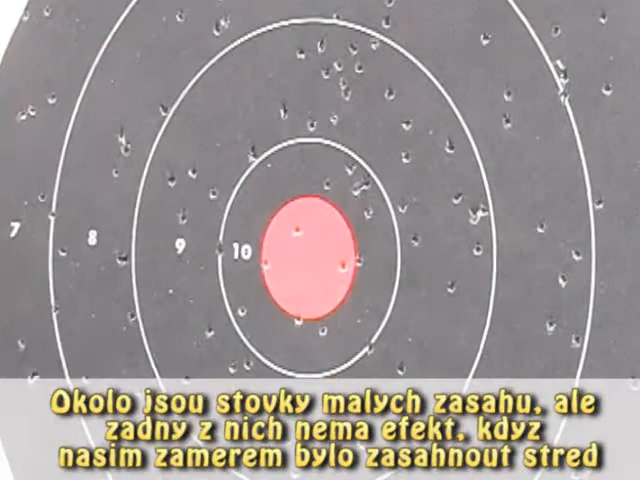 7 8 9 10
Okolo jsou stovky malych zasahu, ale
zadny z nich nema efekt, kdyz
nasim zamerem bylo zasahnout stred